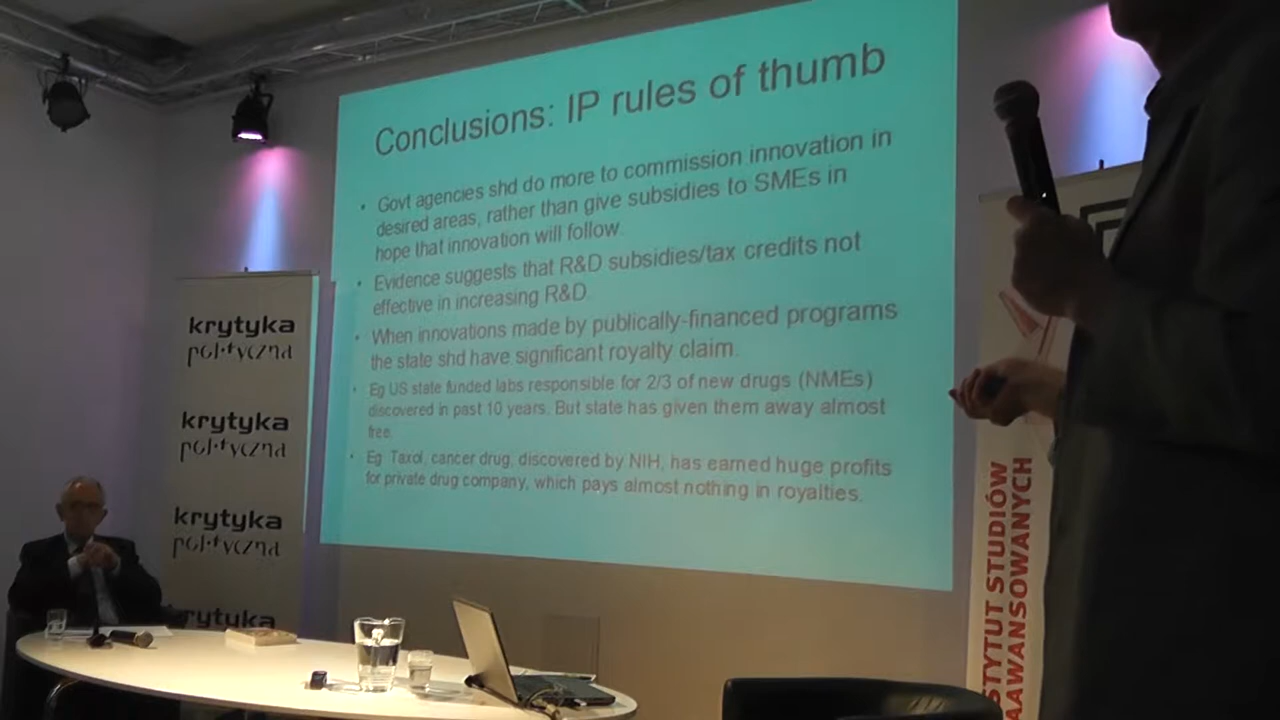 Conclusions: IP rules of thumb
• Govt agencies shd do more to commission innovation in
desired areas, rather than give subsidies to SMEs in
hope that innovation will follow.
• Evidence suggests that R&D subsidies/tax credits not
effective in increasing R&D.
• When innovations made by publically-financed programs
the state shd have significant royalty claim.
• Eg US state funded labs responsible for 2/3 of new drugs (NMEs)
discovered in past 10 years. But state has given them away almost
free.
• Eg. Taxol, cancer drug, discovered by NIH, has earned huge profits
for private drug company, which pays almost nothing in royalties.
krytyka
polityczna
krytyka
polityczna
krytyka
polityczna
krytyka
STYTUT STUDIÓW
AAWANSOWANYCH